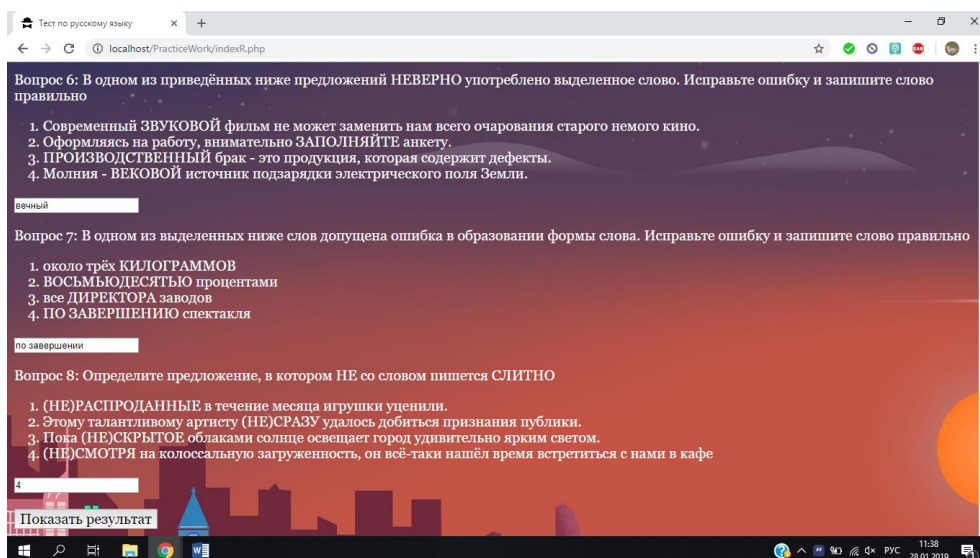 Тест по русскому языку
localhost/PracticeWork/indexR.php
Вопрос 6: В одном из приведённых ниже предложений НЕВЕРНО употреблено выделенное слово. Исправьте ошибку и запишите слово
правильно
1. Современный ЗВУКОВОЙ фильм не может заменить нам всего очарования старого немого кино.
2. Оформляясь на работу, внимательно ЗАПОЛНЯЙТЕ анкету.
3. ПРОИЗВОДСТВЕННЫЙ брак - это продукция, которая содержит дефекты.
4. Молния - ВЕКОВОЙ источник подзарядки электрического поля Земли.
вечный
Вопрос 7: В одном из выделенных ниже слов допущена ошибка в образовании формы слова. Исправьте ошибку и запишите слово правильно
1. около трёх КИЛОГРАММОВ
2. ВОСЬМЬЮДЕСЯТЬЮ процентами
3. все ДИРЕКТОРА заводов
4. ПО ЗАВЕРШЕНИЮ спектакля
по завершении
Вопрос 8: Определите предложение, в котором НЕ со словом пишется СЛИТНО
1. (НЕ)РАСПРОДАННЫЕ в течение месяца игрушки уценили.
2. Этому талантливому артисту (НЕ)СРАЗУ удалось добиться признания публики.
3. Пока (НЕ)СКРЫТОЕ облаками солнце освещает город удивительно ярким светом.
4. (НЕ)СМОТРЯ на колоссальную загруженность, он всё-таки нашёл время встретиться с нами в кафе
4
Показать результат
РУС
11:38
28.01.2019